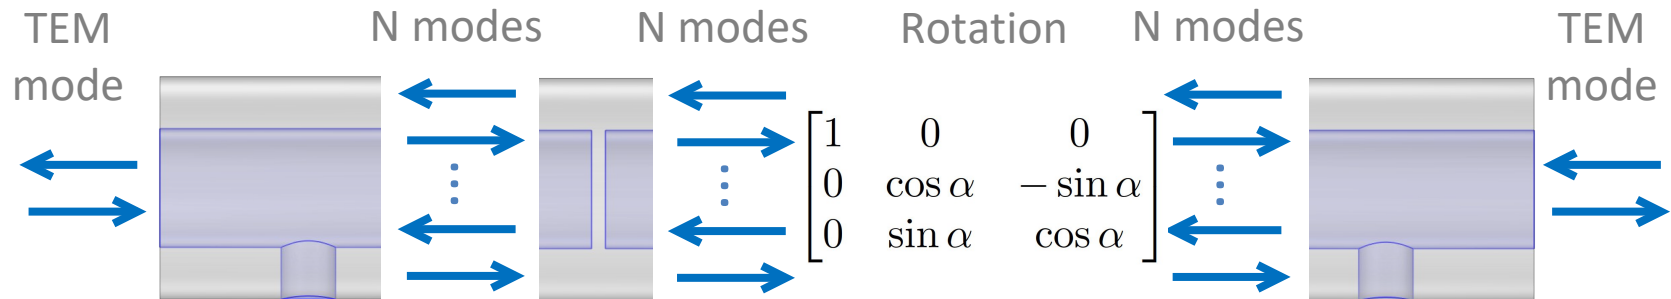 TEM
mode
N modes
N modes
Rotation
N modes
TEM
mode
1 0 0
0 cos α − sin α
0 sin α cos α